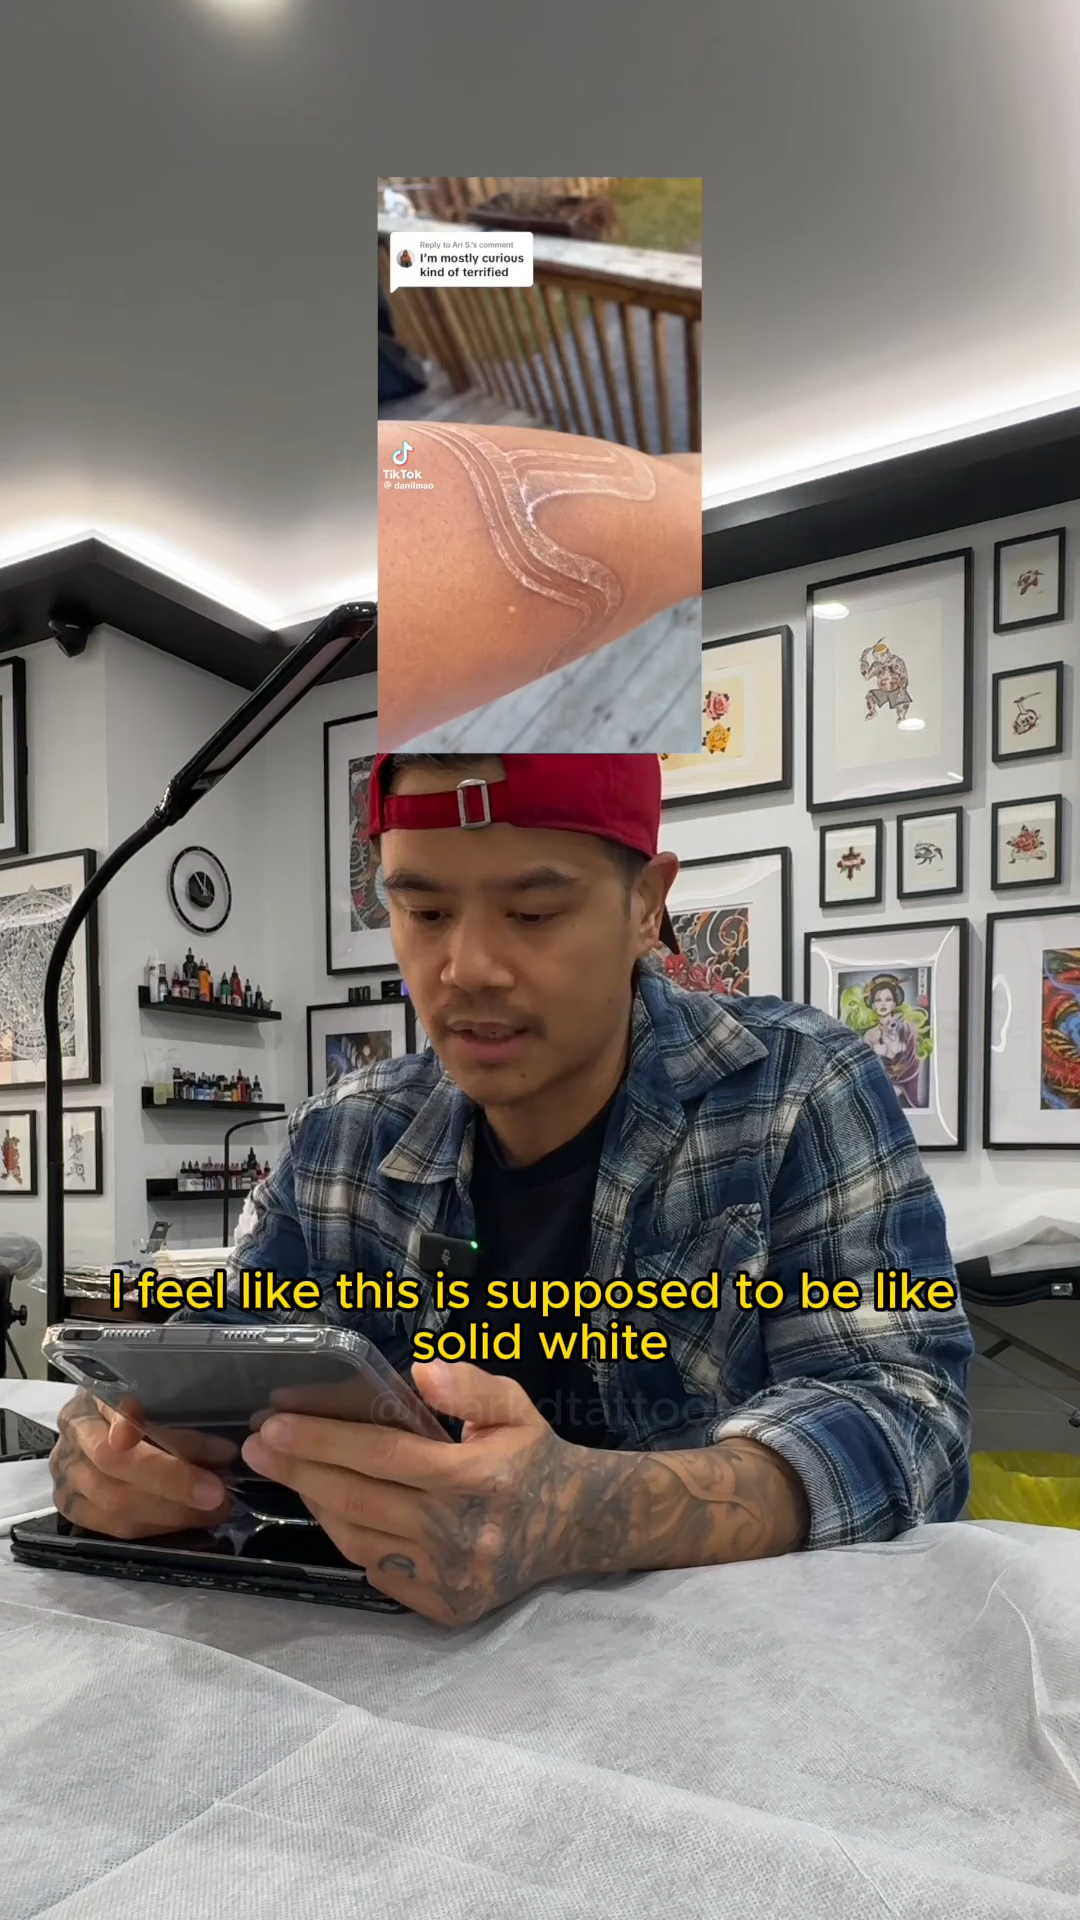 Reply to Ari S.'s comment
I'm mostly curious
kind of terrified
TikTok
@ danilmao
I feel like this is supposed to be like
solid white
@markdtattoo